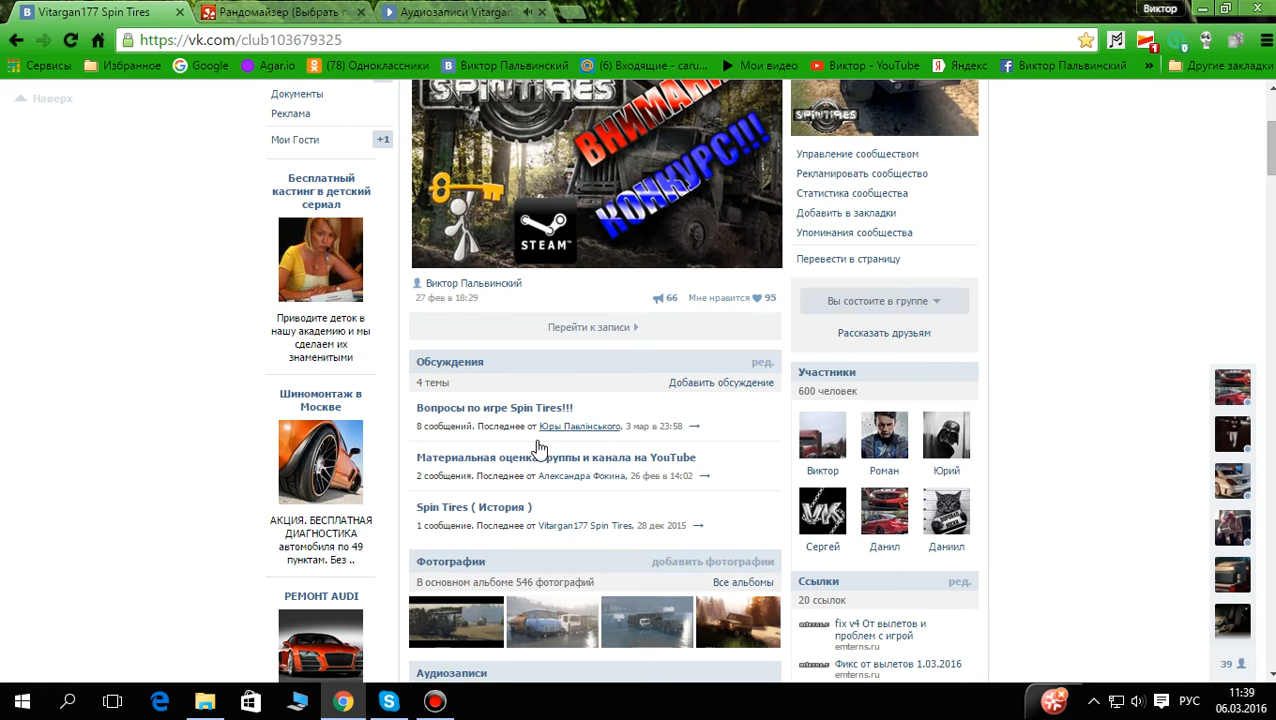 Vitargan177 Spin Tires
Рандомайзер (Выбрать п
Аудиозаписи Vitargan'
Виктор
https://vk.com/club103679325
Сервисы
Избранное
Google
Agario
(78) Одноклассники
Виктор Пальвинский
(6) Входящие - caru...
Мои видео
Виктор - YouTube
Яндекс
Виктор Пальвинский
»
Другие закладки
Наверх
Документы
Реклама
Мои Гости
+1
Бесплатный
кастинг в детский
сериал
Приводите деток в
нашу академию и мы
сделаем их
знаменитыми
Шиномонтаж в
Москве
АКЦИЯ. БЕСПЛАТНАЯ
ДИАГНОСТИКА
автомобиля по 49
пунктам. Без ..
РЕМОНТ AUDI
SPINTIRES
КОНКУРС!!!
STEAM™
Виктор Пальвинский
27 фев в 18:29
66
Мне нравится
95
Перейти к записи
Обсуждения
ред.
4 темы
Добавить обсуждение
Вопросы по игре Spin Tires!!!
8 сообщений. Последнее от Юры Павлінського, 3 мар в 23:58 →
Материальная оценка группы и канала на YouTube
2 сообщения. Последнее от Александра Фокина, 26 фев в 14:02 →
Spin Tires ( История )
1 сообщение. Последнее от Vitargan177 Spin Tires, 28 дек 2015 →
Фотографии
добавить фотографии
В основном альбоме 546 фотографий
Все альбомы
Аудиозаписи
SPINTIRES
Управление сообществом
Рекламировать сообщество
Статистика сообщества
Добавить в закладки
Упоминания сообщества
Перевести в страницу
Вы состоите в группе
Рассказать друзьям
Участники
600 человек
Виктор
Роман
Юрий
Сергей
Данил
Даниил
Ссылки
ред.
20 ссылок
fix v4 От вылетов и
проблем с игрой
emterns.ru
Фикс от вылетов 1.03.2016
emterns.ru
39
РУС
11:39
06.03.2016